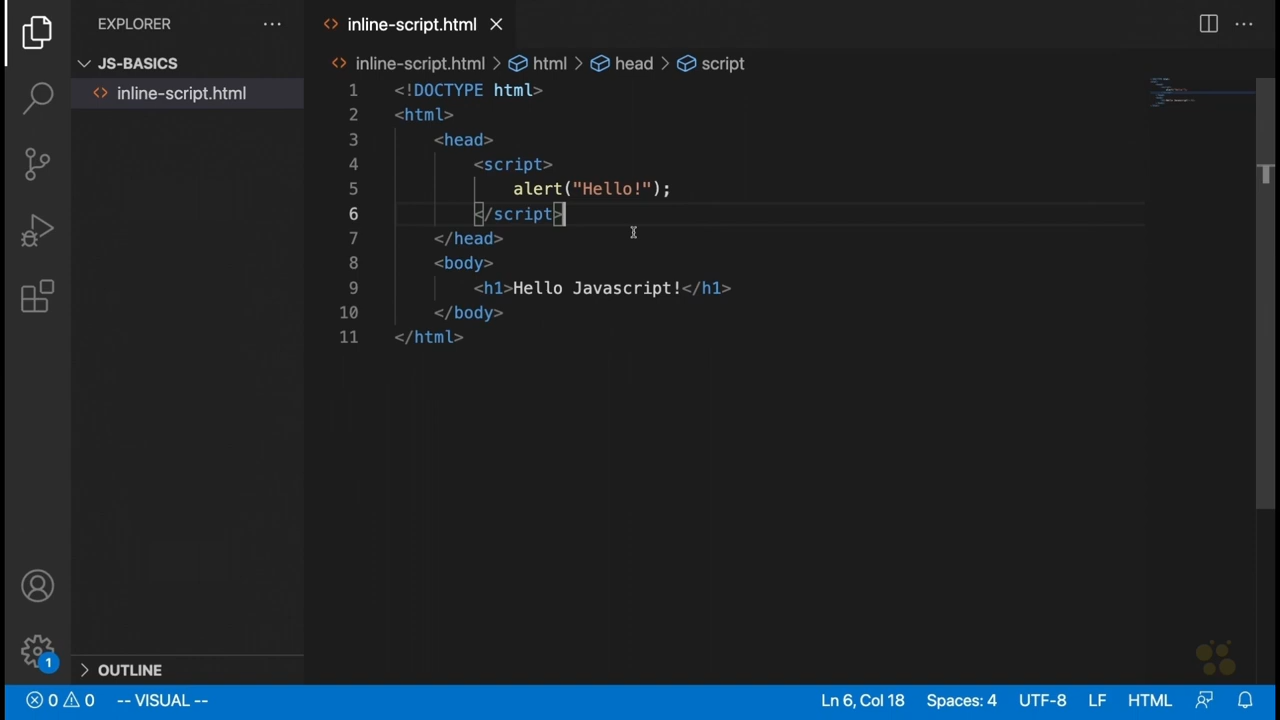 EXPLORER
inline-script.html
JS-BASICS
inline-script.html
inline-script.html > html > head > script
1 <!DOCTYPE html>
2 <html>
3 <head>
4 <script>
5 alert("Hello!");
6 </script>
7 </head>
8 <body>
9 <h1>Hello Javascript!</h1>
10 </body>
11 </html>
OUTLINE
1
0 0 -- VISUAL -- Ln 6, Col 18 Spaces: 4 UTF-8 LF HTML